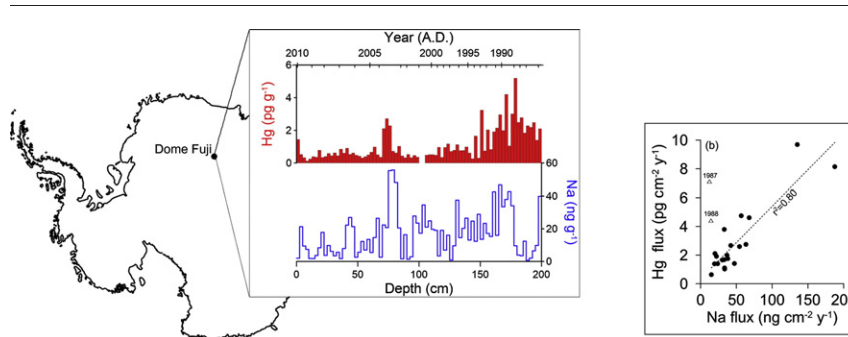 Year (A.D.)
2010 2005 2000 1995 1990
6
4
2
0
Hg (pg g⁻¹)
Dome Fuji
60
40
20
0
Na (ng g⁻¹)
0 50 100 150 200
Depth (cm)
(b)
10
8
6
4
2
0
1987
1988
r²=0.80
Hg flux (pg cm⁻² y⁻¹)
0 50 100 150 20
Na flux (ng cm⁻² y⁻¹)